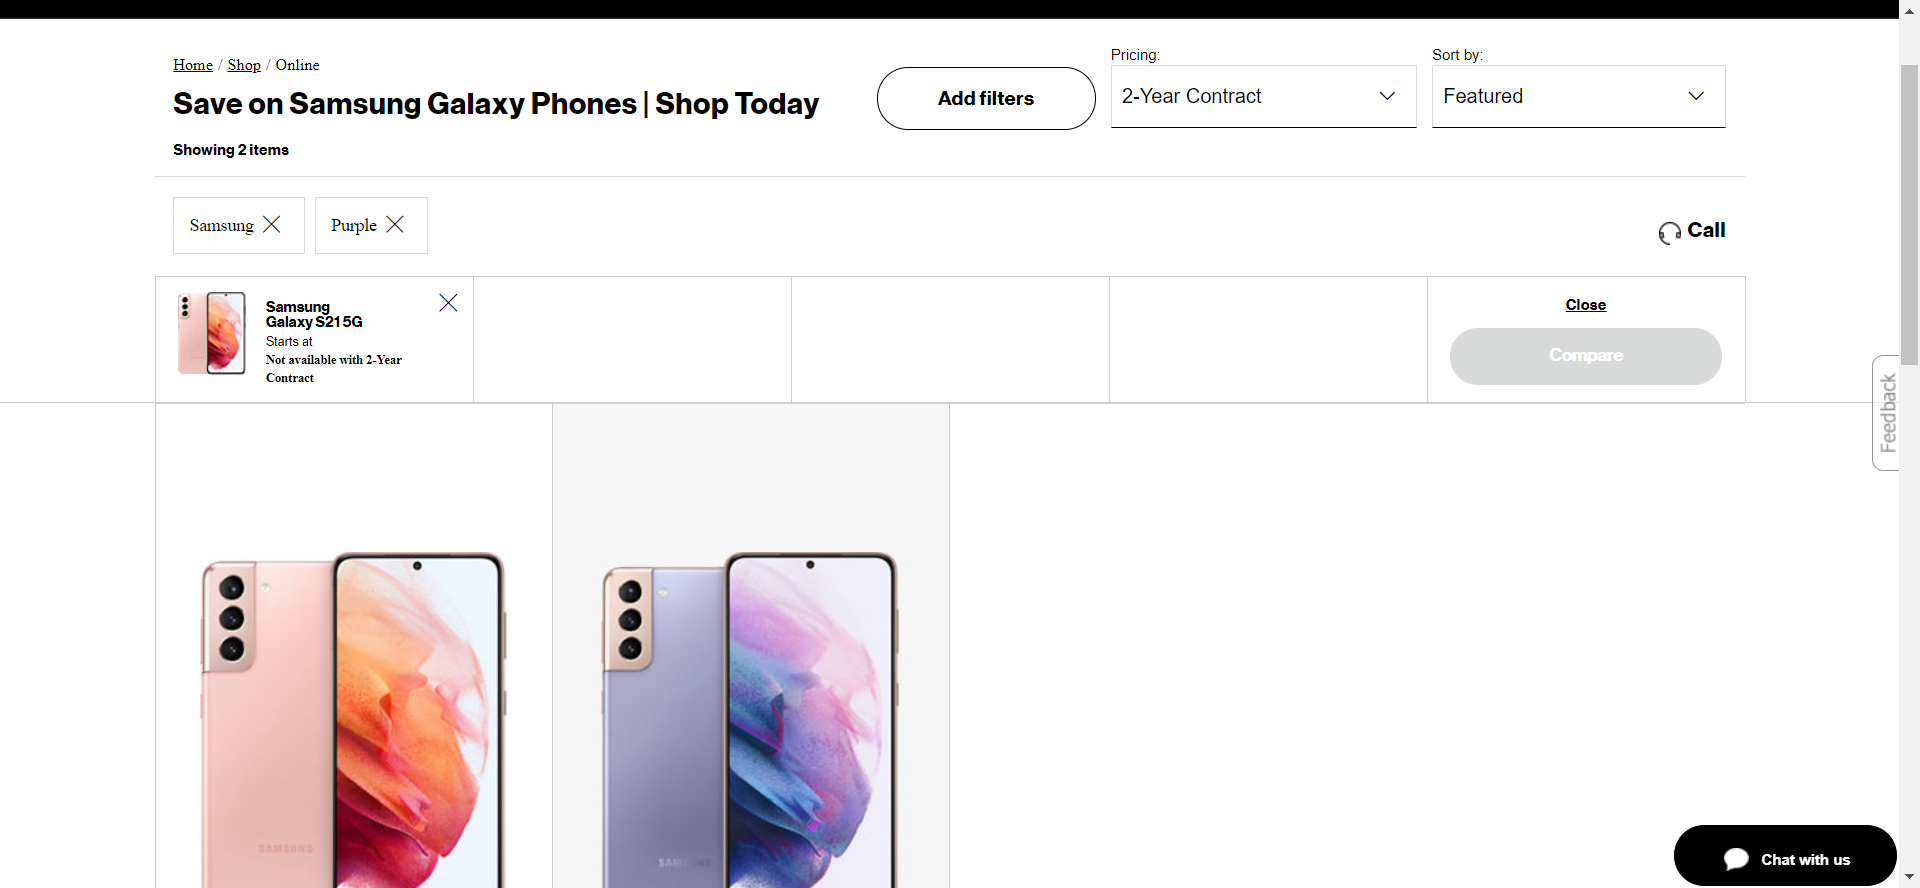 Home / Shop / Online
Save on Samsung Galaxy Phones | Shop Today
Showing 2 items
Add filters
Pricing:
2-Year Contract
Sort by:
Featured
Samsung
Purple
Call
Samsung
Galaxy S21 5G
Starts at
Not available with 2-Year
Contract
Close
Compare
Feedback
SAMSUNG
SAMSUNG
Chat with us